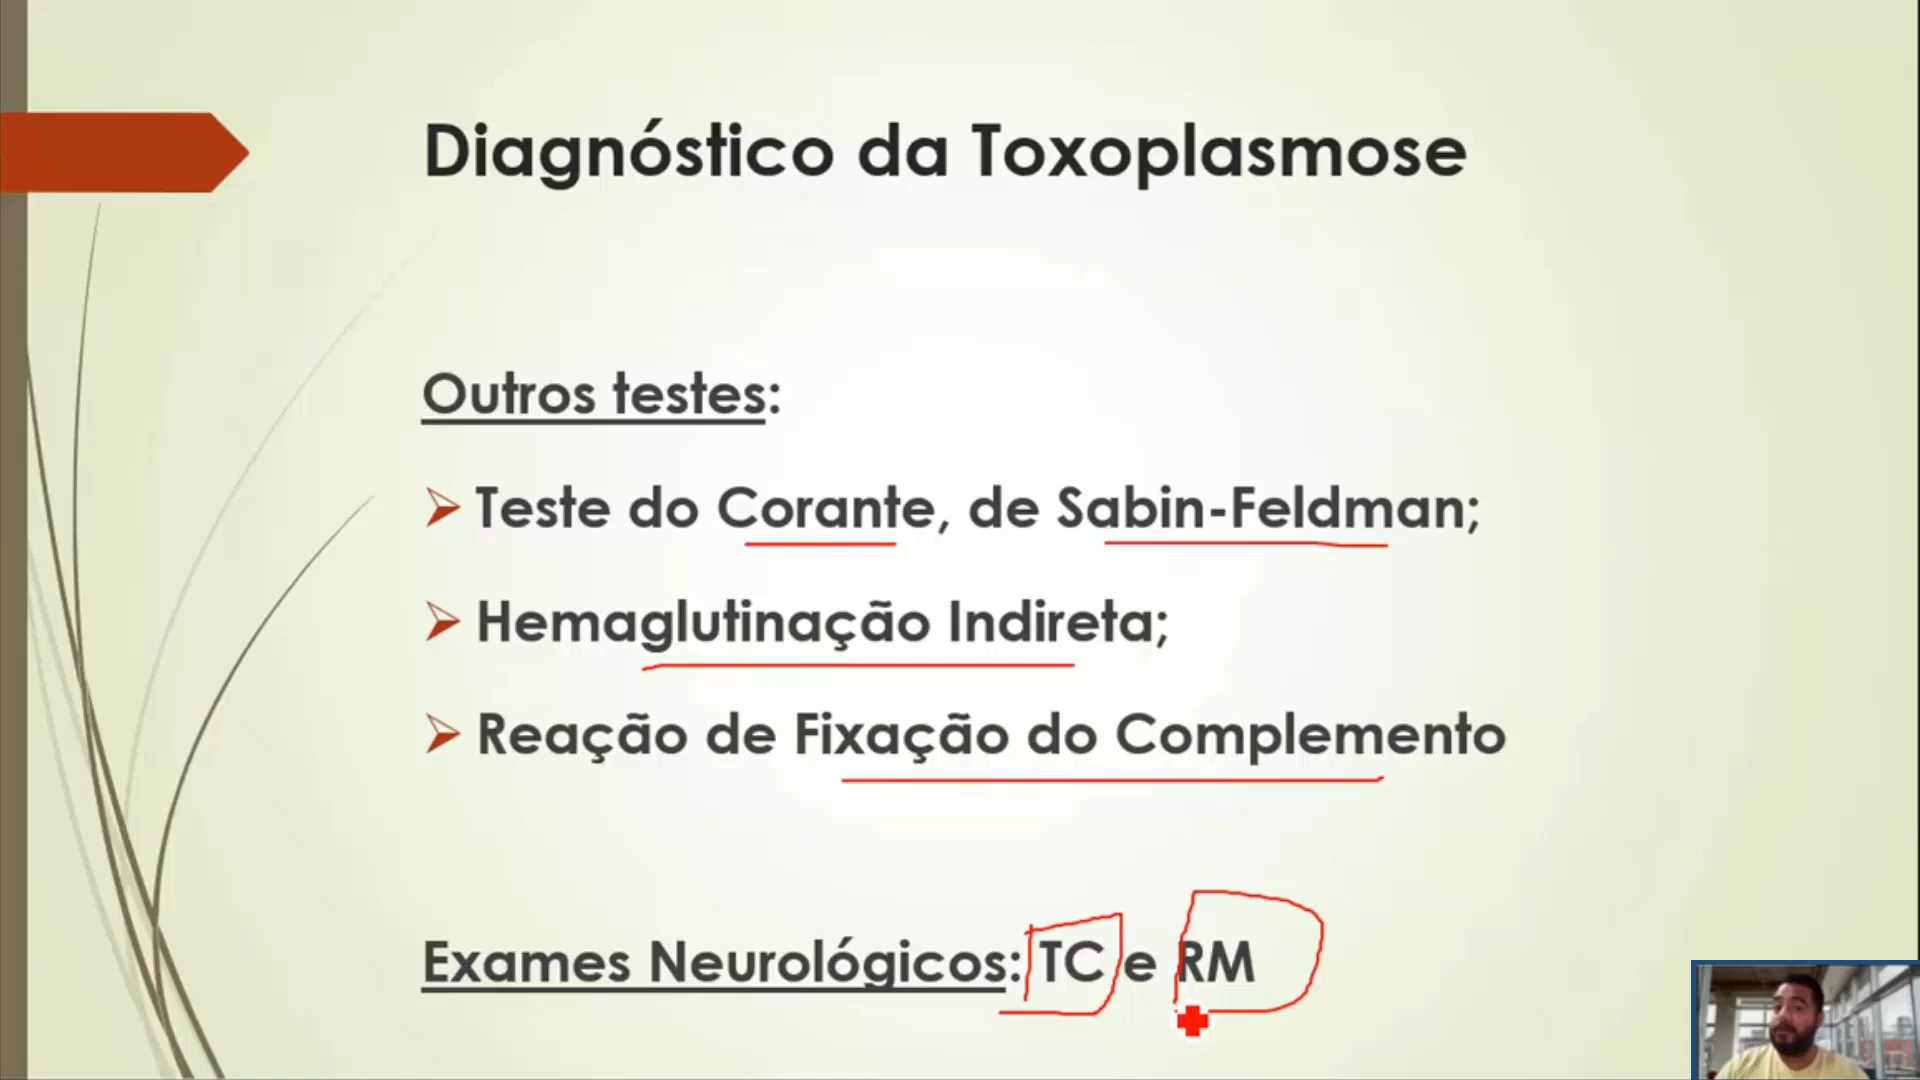 Diagnóstico da Toxoplasmose
Outros testes:
Teste do Corante, de Sabin-Feldman;
Hemaglutinação Indireta;
Reação de Fixação do Complemento
Exames Neurológicos: TC e RM